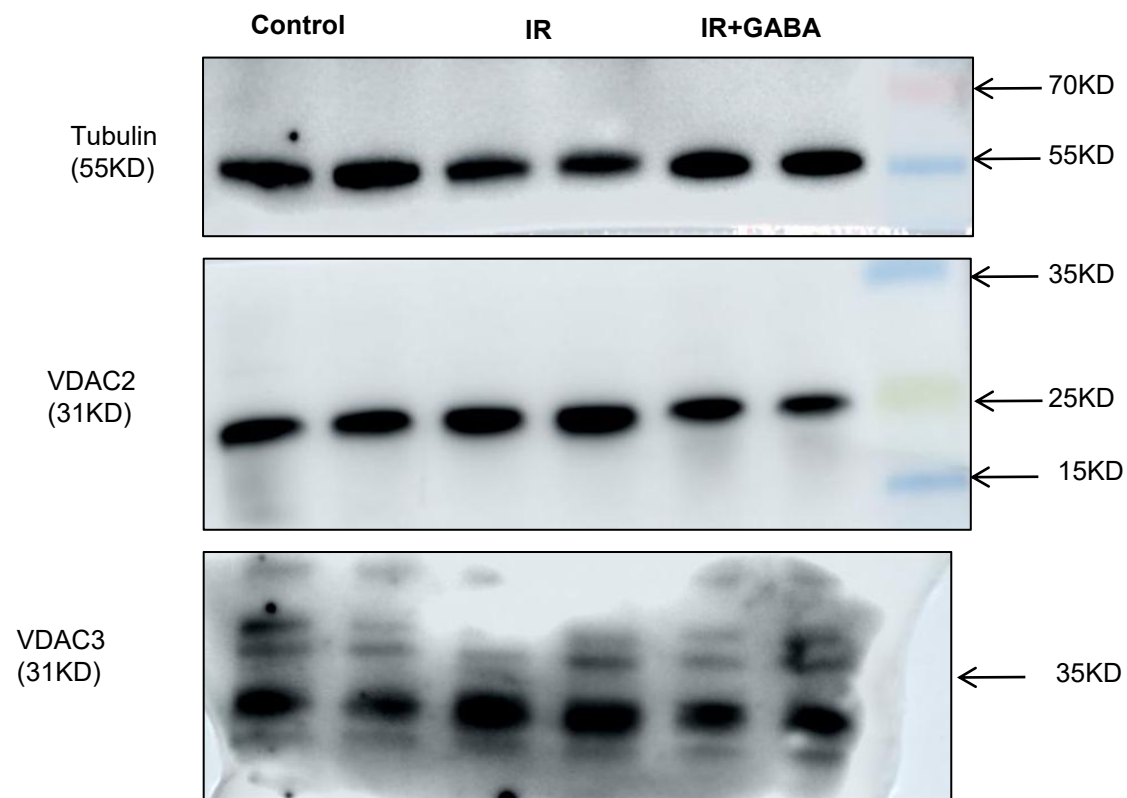 Control
IR
IR+GABA
Tubulin
(55KD)
70KD
55KD
VDAC2
(31KD)
35KD
25KD
15KD
VDAC3
(31KD)
35KD